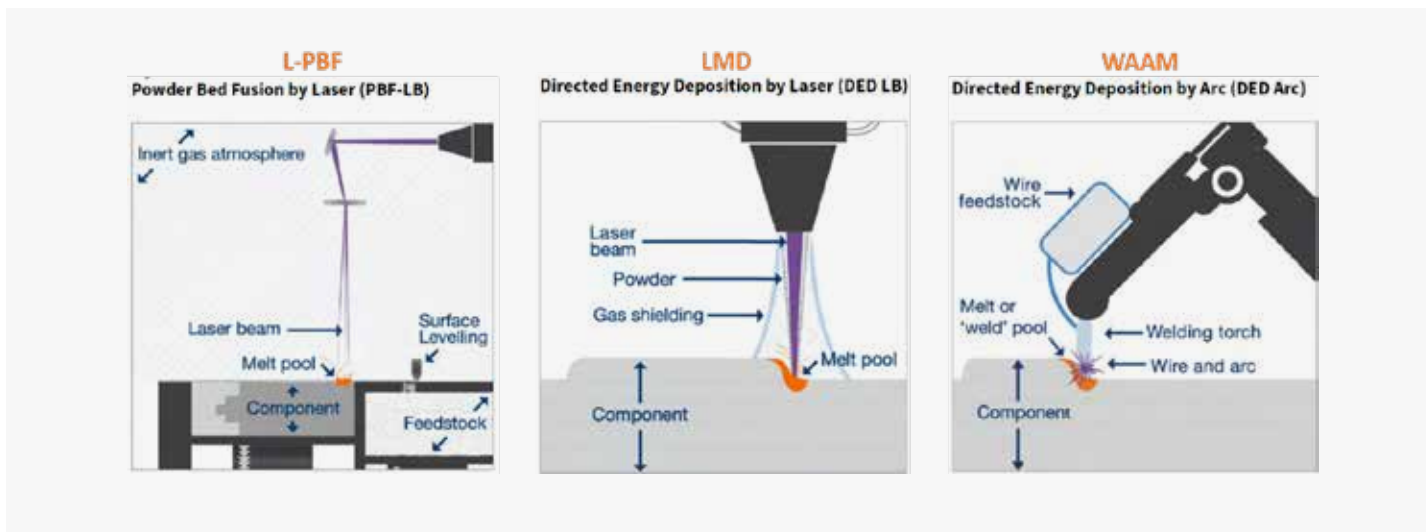 L-PBF
Powder Bed Fusion by Laser (PBF-LB)
Inert gas atmosphere
Laser beam
Surface
Levelling
Melt pool
Component
Feedstock
LMD
Directed Energy Deposition by Laser (DED LB)
Laser
beam
Powder
Gas shielding
Melt pool
Component
WAAM
Directed Energy Deposition by Arc (DED Arc)
Wire
feedstock
Melt or
'weld' pool
Welding torch
Wire and arc
Component